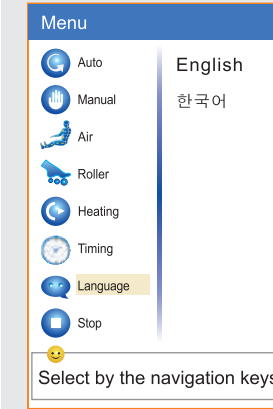 Menu
Auto
Manual
Air
Roller
Heating
Timing
Language
Stop
English
한국어
Select by the navigation keys